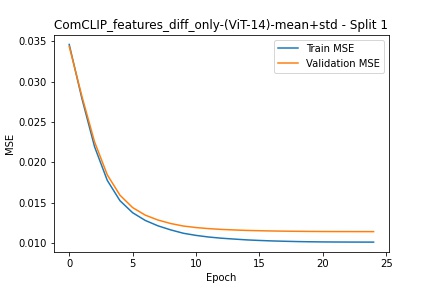 ComCLIP_features_diff_only-(ViT-14)-mean+std - Split 1
Train MSE
Validation MSE
MSE
0.035
0.030
0.025
0.020
0.015
0.010
0
5
10
15
20
25
Epoch